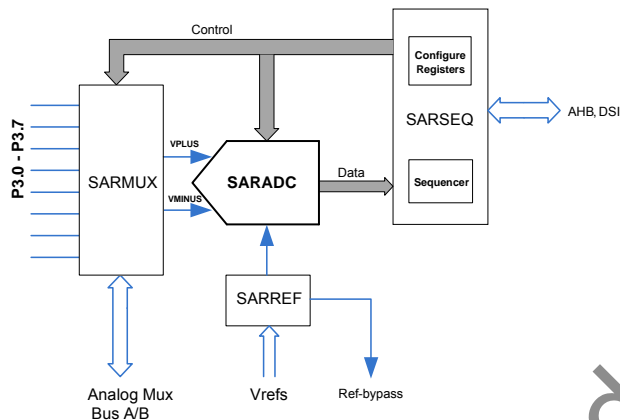 Control
Configure
Registers
SARSEQ
AHB, DSI
P3.0 - P3.7
SARMUX
VPLUS
VMINUS
SARADC
Data
Sequencer
SARREF
Analog Mux
Bus A/B
Vrefs
Ref-bypass